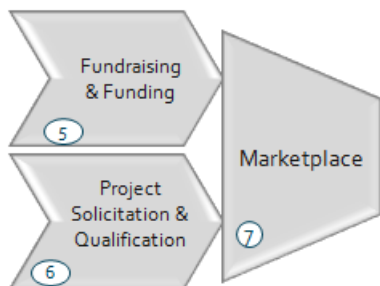 Fundraising
& Funding
5
Project
Solicitation &
Qualification
6
Marketplace
7